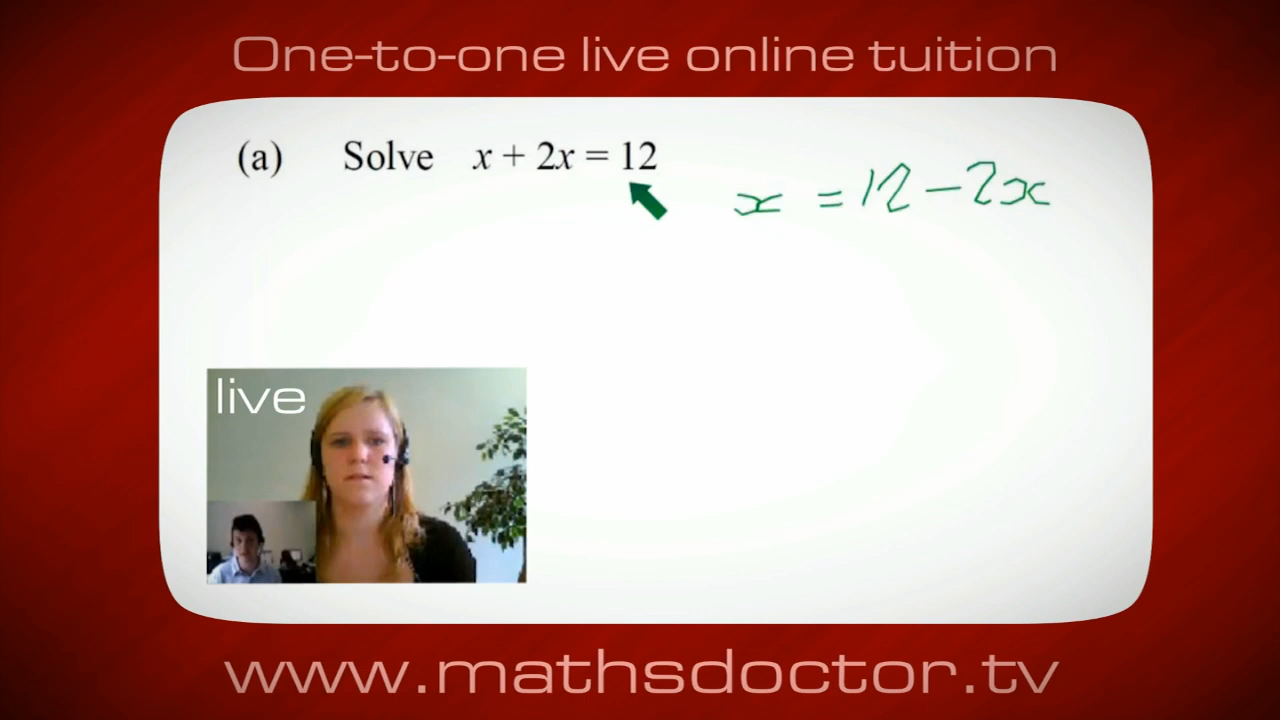 One-to-one live online tuition
(a) Solve x + 2x = 12
x = 12 - 2x
live
www.mathsdoctor.tv